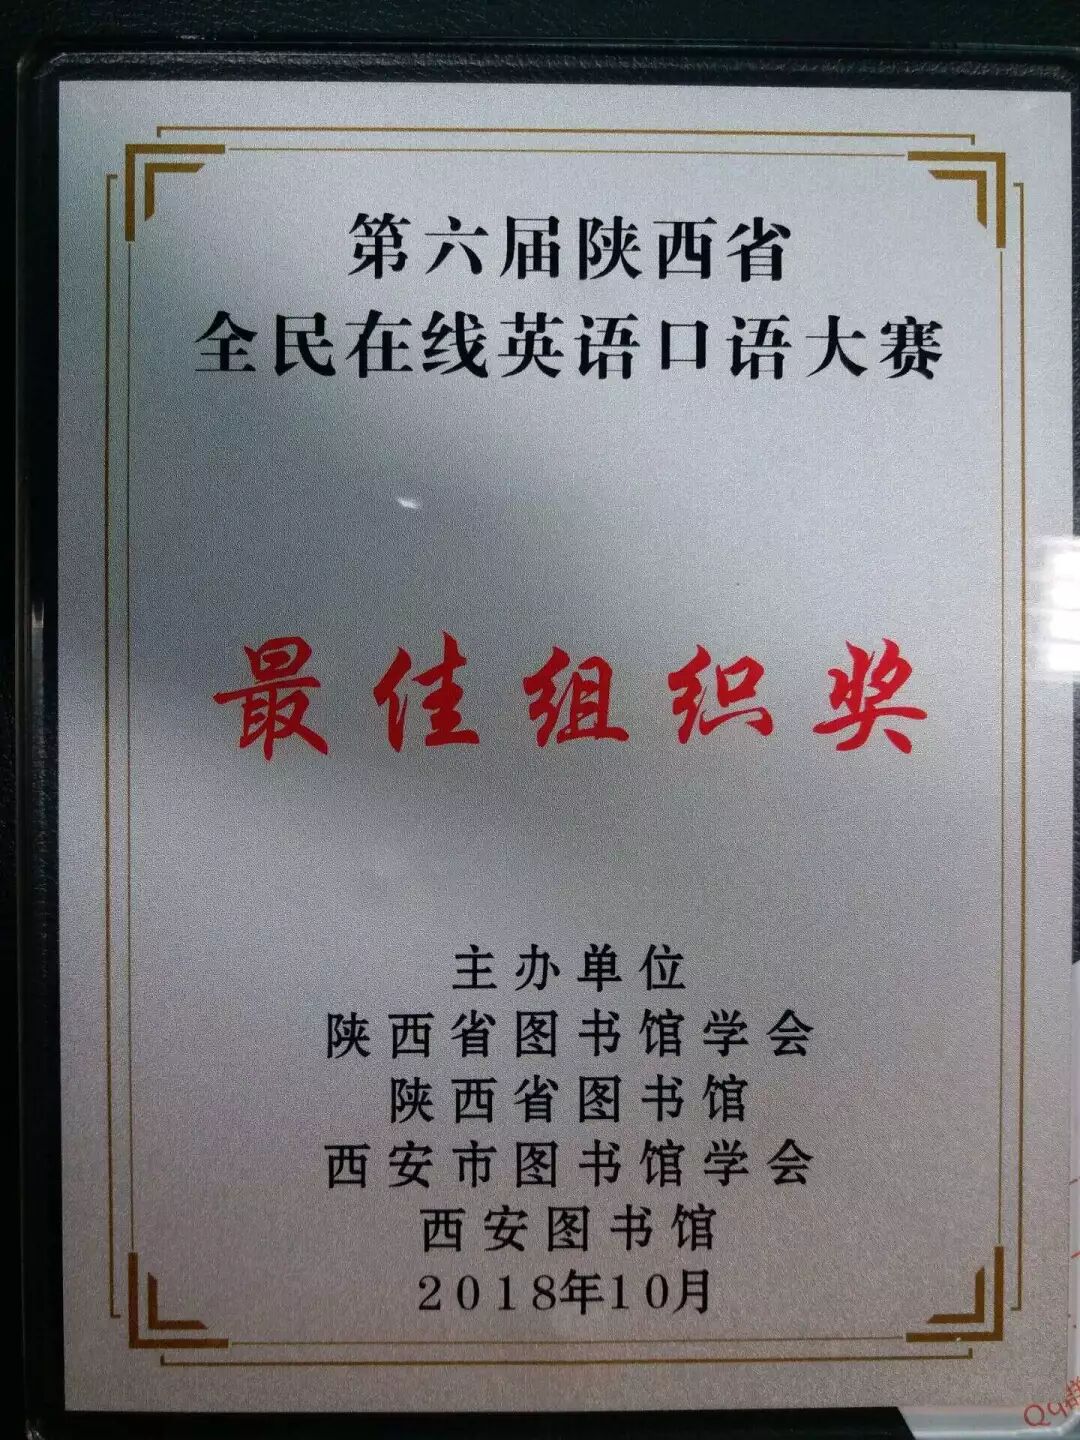 第六届陕西省
全民在线英语口语大赛
最佳组织奖
主办单位
陕西省图书馆学会
陕西省图书馆
西安市图书馆学会
西安图书馆
2018年10月